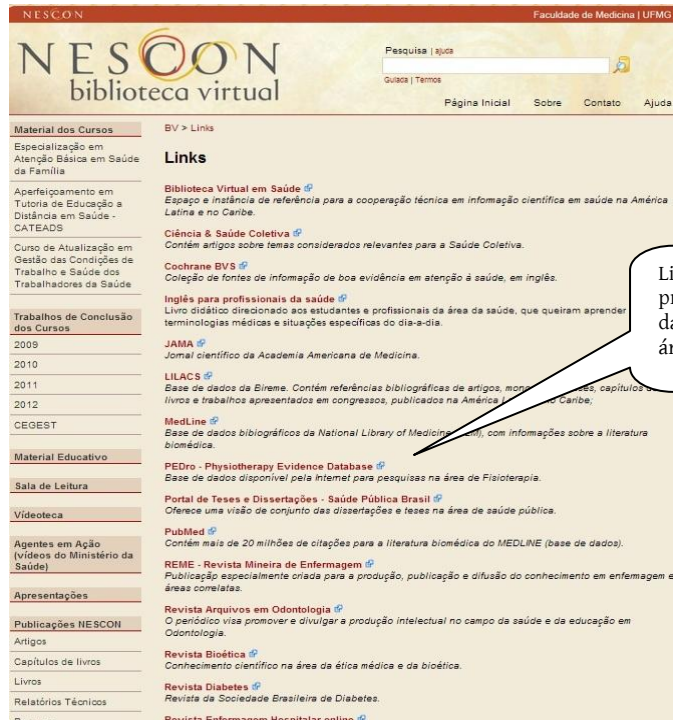 NESCON
Faculdade de Medicina | UFMG
NESCON
biblioteca virtual
Pesquisa | ajuda
Gulada | Termos
Página Inicial Sobre Contato Ajuda
Material dos Cursos
Especialização em
Atenção Básica em Saúde
da Família
Aperfeiçoamento em
Tutoria de Educação a
Distância em Saúde -
CATEADS
Curso de Atualização em
Gestão das Condições de
Trabalho e Saúde dos
Trabalhadores da Saúde
Trabalhos de Conclusão
dos Cursos
2009
2010
2011
2012
CEGEST
Material Educativo
Sala de Leitura
Vídeoteca
Agentes em Ação
(vídeos do Ministério da
Saúde)
Apresentações
Publicações NESCON
Artigos
Capítulos de livros
Livros
Relatórios Técnicos
BV > Links
Links
Biblioteca Virtual em Saúde
Espaço e instância de referência para a cooperação técnica em informação científica em saúde na América
Latina e no Caribe.
Ciência & Saúde Coletiva
Contém artigos sobre temas considerados relevantes para a Saúde Coletiva.
Cochrane BVS
Coleção de fontes de informação de boa evidência em atenção à saúde, em inglês.
Inglês para profissionais da saúde
Livro didático direcionado aos estudantes e profissionais da área da saúde, que queiram aprender
terminologias médicas e situações específicas do dia-a-dia.
JAMA
Jornal científico da Academia Americana de Medicina.
LILACS
Base de dados da Bireme. Contém referências bibliográficas de artigos, capítulos
livros e trabalhos apresentados em congressos, publicados na América Caribe;
MedLine
Base de dados bibiográficos da National Library of Medicine com informações sobre a literatura
biomédica.
PEDro - Physiotherapy Evidence Database
Base de dados disponível pela Internet para pesquisas na área de Fisioterapia.
Portal de Teses e Dissertações - Saúde Pública Brasil
Oferece uma visão de conjunto das dissertações e teses na área de saúde pública.
PubMed
Contém mais de 20 milhões de citações para a literatura biomédica do MEDLINE (base de dados).
REME - Revista Mineira de Enfermagem
Publicação especialmente criada para a produção, publicação e difusão do conhecimento em enfermagem e
áreas correlatas.
Revista Arquivos em Odontologia
O periódico visa promover e divulgar a produção intelectual no campo da saúde e da educação em
Odontologia.
Revista Bioética
Conhecimento científico na área da ética médica e da bioética.
Revista Diabetes
Revista da Sociedade Brasileira de Diabetes.
Revista Enfermagem Hospitalar online
Li
pr
da
ár